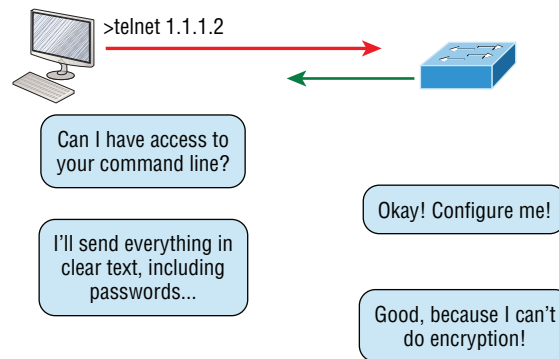 >telnet 1.1.1.2
Can I have access to
your command line?
Okay! Configure me!
I'll send everything in
clear text, including
passwords...
Good, because I can't
do encryption!